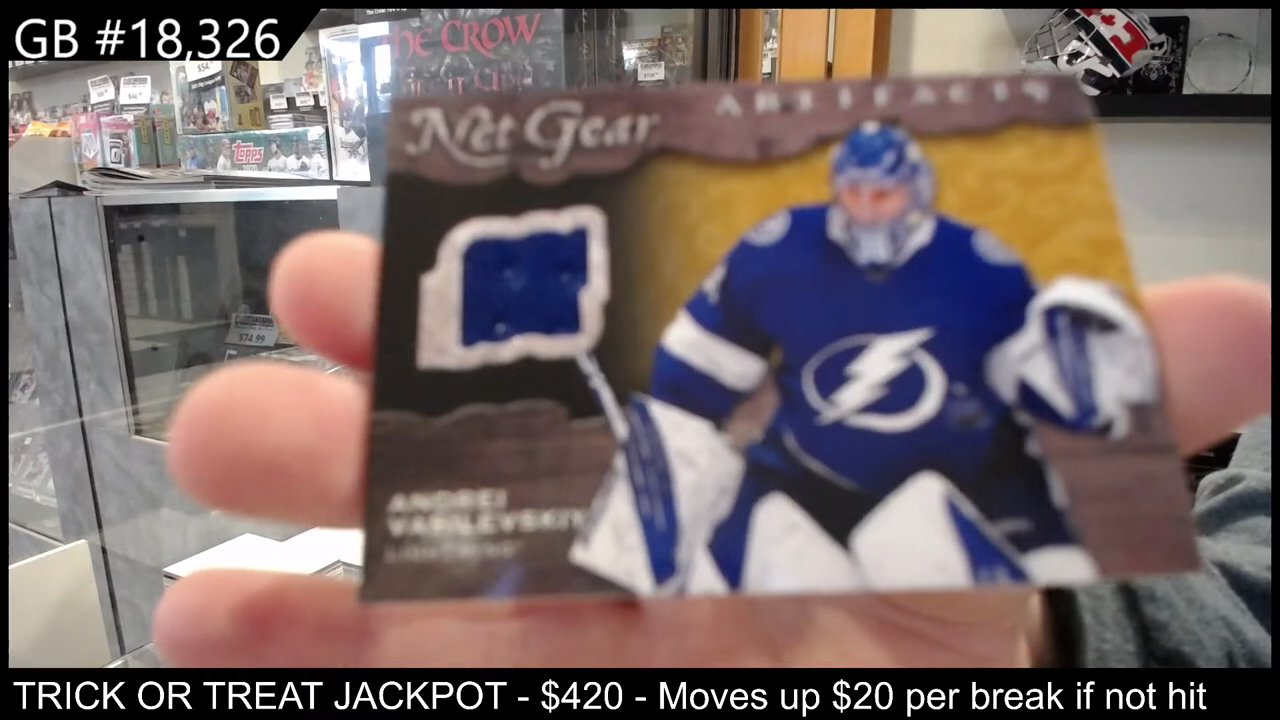 GB #18,326
THE CROW
TOPPS
$74.99
Net Gear
ARTIFACTS
ANDREI
VASILEVSKIY
TRICK OR TREAT JACKPOT - $420 - Moves up $20 per break if not hit